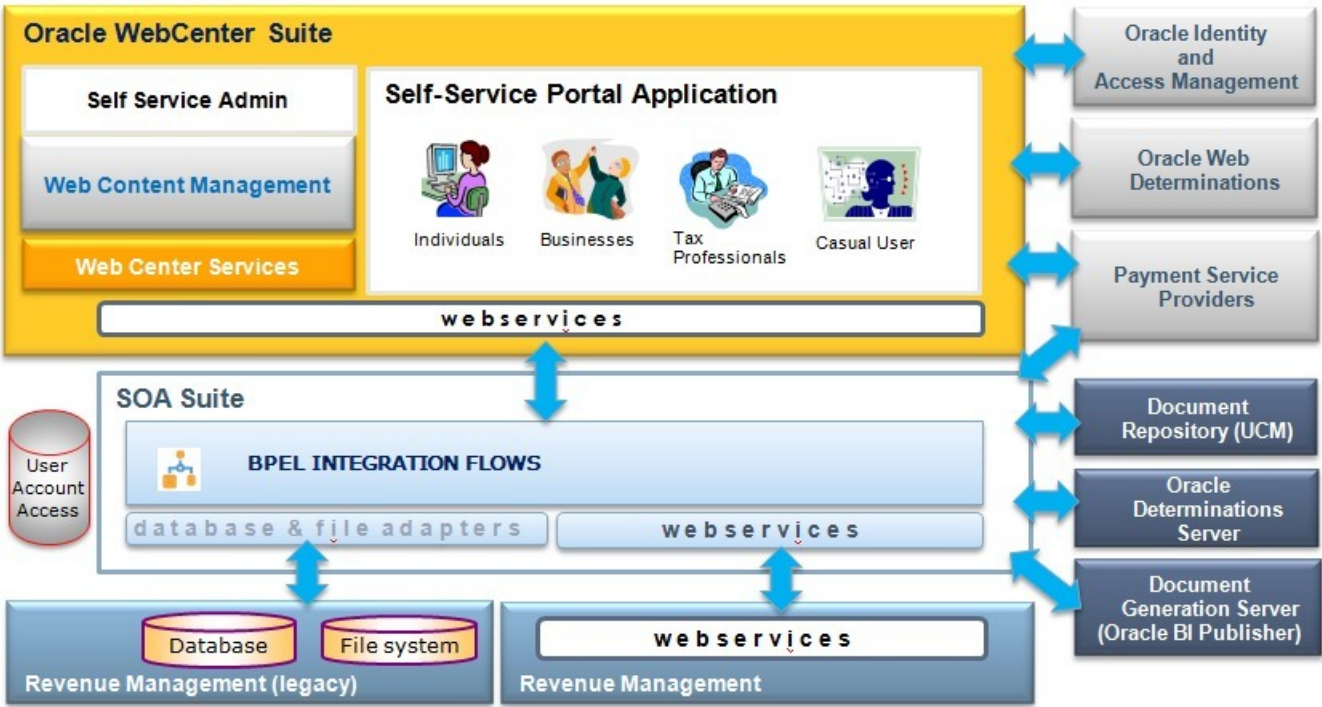 Oracle WebCenter Suite
Self Service Admin
Web Content Management
Web Center Services
Self-Service Portal Application
Individuals
Businesses
Tax
Professionals
Casual User
webservices
Oracle Identity
and
Access Management
Oracle Web
Determinations
Payment Service
Providers
SOA Suite
BPEL INTEGRATION FLOWS
database & file adapters
webservices
User
Account
Access
Document
Repository (UCM)
Oracle
Determinations
Server
Document
Generation Server
(Oracle BI Publisher)
Database
File system
Revenue Management (legacy)
webservices
Revenue Management